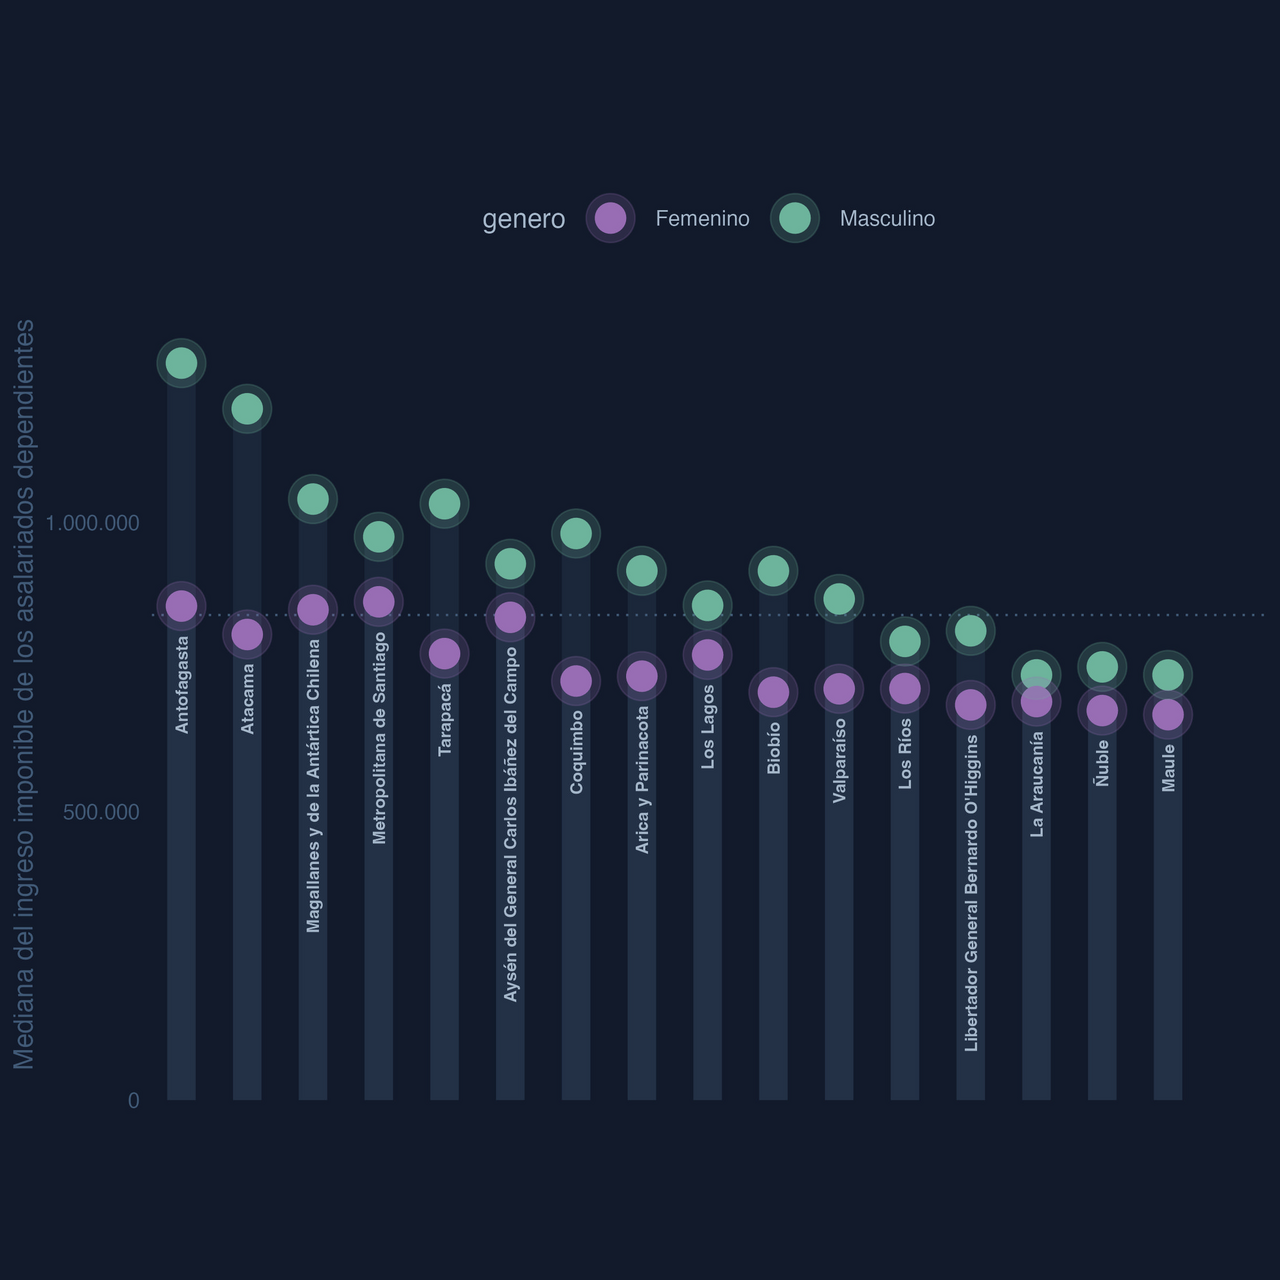 genero
Femenino
Masculino
Mediana del ingreso imponible de los asalariados dependientes
1.000.000
500.000
0
Antofagasta
Atacama
Magallanes y de la Antártica Chilena
Metropolitana de Santiago
Tarapacá
Aysén del General Carlos Ibáñez del Campo
Coquimbo
Arica y Parinacota
Los Lagos
Biobío
Valparaíso
Los Ríos
Libertador General Bernardo O'Higgins
La Araucanía
Ñuble
Maule